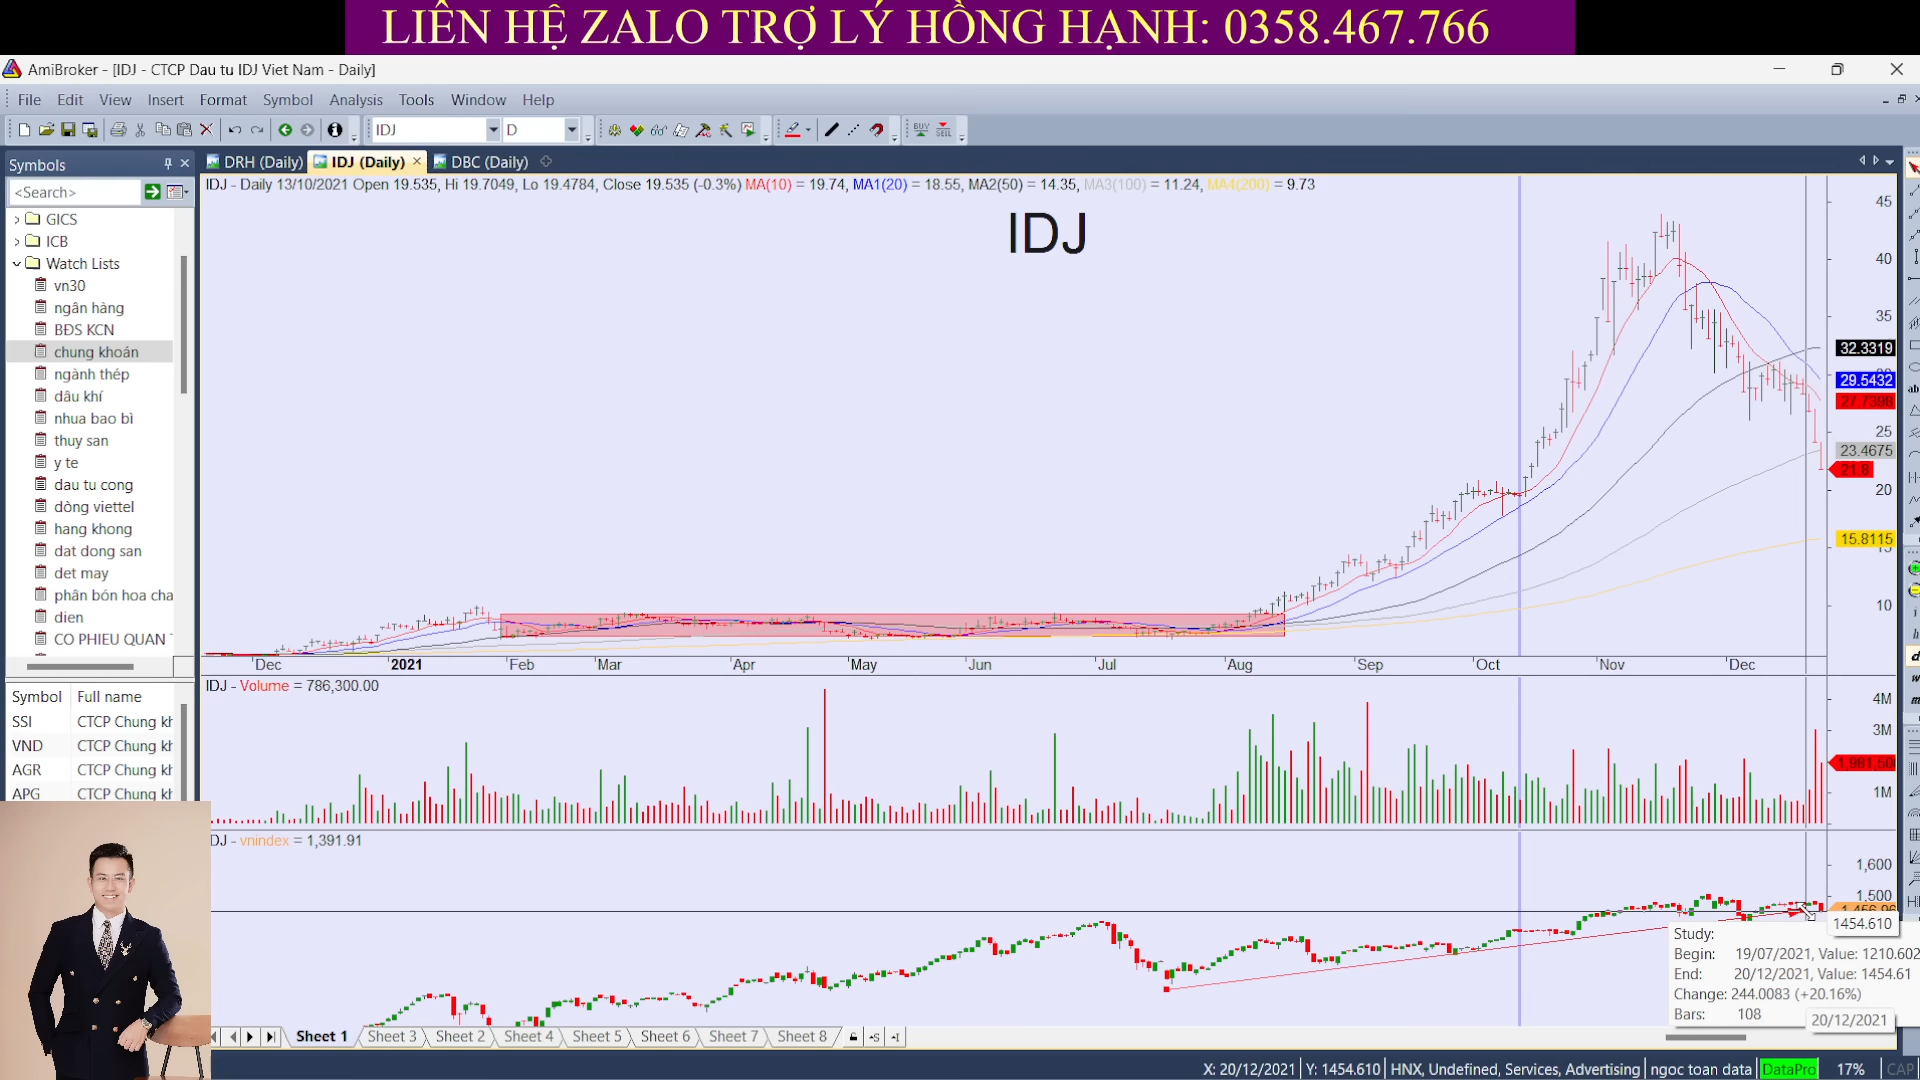 LIÊN HỆ ZALO TRỢ LÝ HỒNG HẠNH: 0358.467.766
AmiBroker - [IDJ - CTCP Dau tu IDJ Viet Nam - Daily]
File Edit View Insert Format Symbol Analysis Tools Window Help
IDJ D BUY SELL
Symbols
DRH (Daily) IDJ (Daily) DBC (Daily)
<Search>
IDJ - Daily 13/10/2021 Open 19.535, Hi 19.7049, Lo 19.4784, Close 19.535 (-0.3%) MA(10) = 19.74, MA1(20) = 18.55, MA2(50) = 14.35, MA3(100) = 11.24, MA4(200) = 9.73
IDJ
GICS
ICB
Watch Lists
vn30
ngân hàng
BĐS KCN
chung khoán
ngành thép
dầu khí
nhua bao bì
thuy san
y te
dau tu cong
dòng viettel
hang khong
dat dong san
det may
phân bón hoa cha
dien
CO PHIEU QUAN
45
40
35
32.3319
29.5432
27.7398
25
23.4675
21.8
20
15.8115
15
10
Dec 2021 Feb Mar Apr May Jun Jul Aug Sep Oct Nov Dec
IDJ - Volume = 786,300.00
4M
3M
1,981,50
1M
Symbol Full name
SSI CTCP Chung kh
VND CTCP Chung kh
AGR CTCP Chung kh
APG CTCP Chung kh
DJ - vnindex = 1,391.91
1,600
1,500
1,456.96
1454.610
Study:
Begin: 19/07/2021, Value: 1210.602
End: 20/12/2021, Value: 1454.61
Change: 244.0083 (+20.16%)
Bars: 108
20/12/2021
Sheet 1 Sheet 3 Sheet 2 Sheet 4 Sheet 5 Sheet 6 Sheet 7 Sheet 8
X: 20/12/2021 Y: 1454.610 HNX, Undefined, Services, Advertising ngoc toan data DataPro 17% CAP